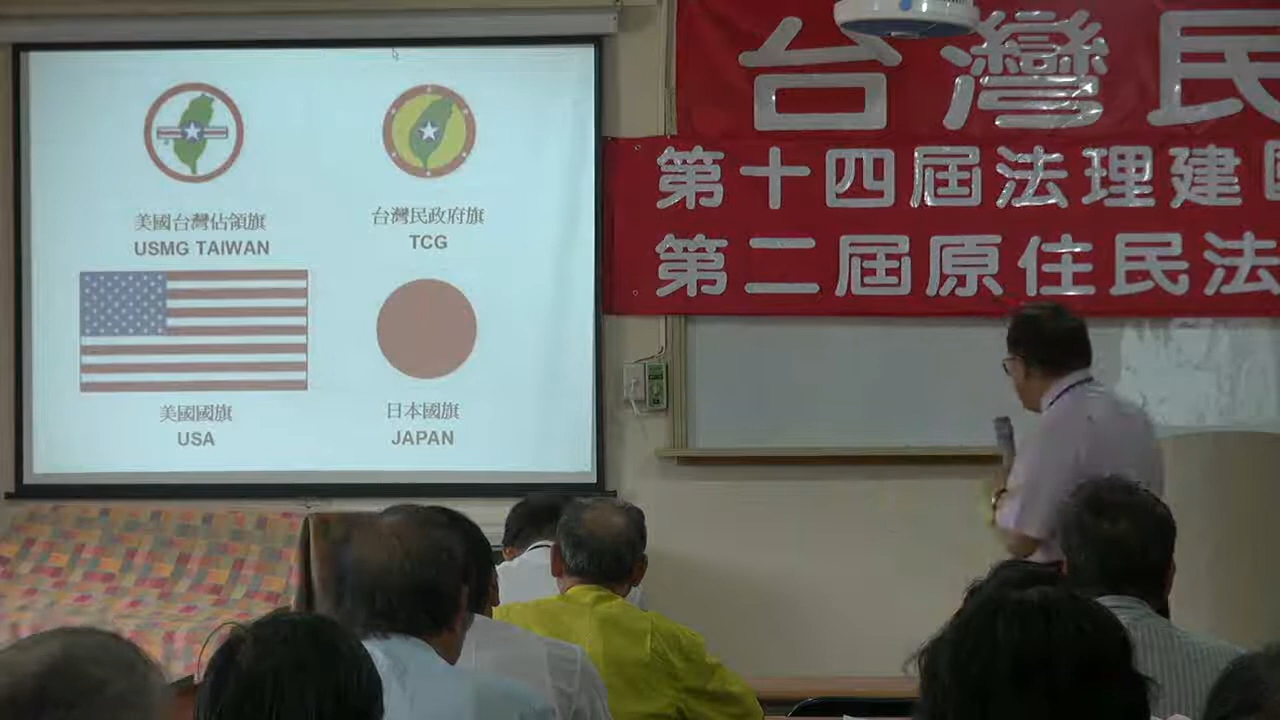 美國台灣佔領旗
USMG TAIWAN
台灣民政府旗
TCG
美國國旗
USA
日本國旗
JAPAN
台灣民
第十四屆法理建
第二屆原住民法